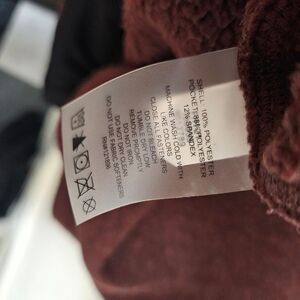 SHELL: 100% POLYESTER
POCKET: 88% POLYESTER
12% SPANDEX
MACHINE WASH COLD WITH
LIKE COLORS
CLOSE ALL FASTENINGS
DO NOT BLEACH
TUMBLE DRY LOW
REMOVE PROMPTLY
DO NOT IRON
DO NOT DRY CLEAN
DO NOT USE FABRIC SOFTENERS